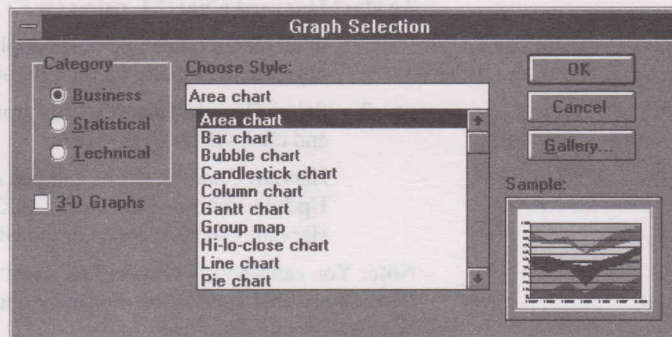 Graph Selection
Category
Business
Statistical
Technical
3-D Graphs
Choose Style:
Area chart
Area chart
Bar chart
Bubble chart
Candlestick chart
Column chart
Gantt chart
Group map
Hi-lo-close chart
Line chart
Pie chart
OK
Cancel
Gallery...
Sample: